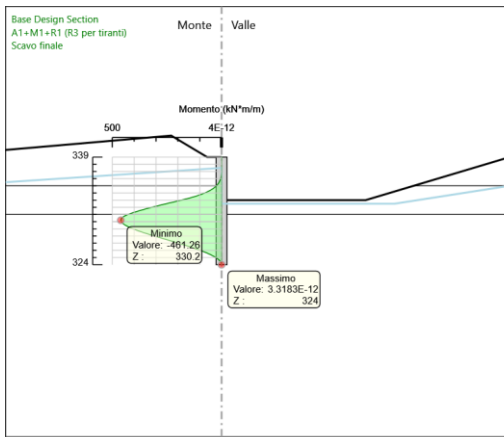 Base Design Section
A1+M1+R1 (R3 per tiranti)
Scavo finale
Monte
Valle
Momento (kN*m/m)
500
4E-12
339
324
Minimo
Valore: -461.26
Z : 330.2
Massimo
Valore: 3.3183E-12
Z : 324